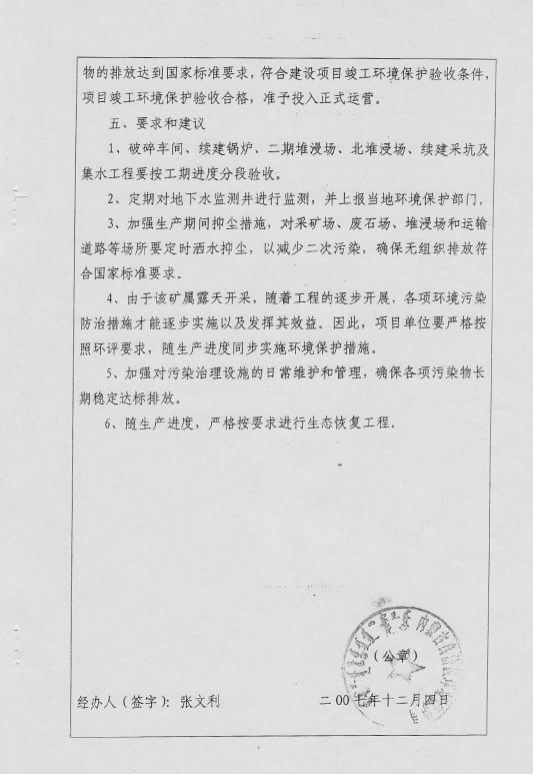 物的排放达到国家标准要求，符合建设项目竣工环境保护验收条件，
项目竣工环境保护验收合格，准予投入正式运营。
五、要求和建议
1、破碎车间、续建锅炉、二期堆浸场、北堆浸场、续建采坑及
集水工程要按工期进度分段验收。
2、定期对地下水监测井进行监测，并上报当地环境保护部门．
3、加强生产期间抑尘措施，对采矿场、废石场、堆浸场和运输
道路等场所要定时洒水抑尘，以减少二次污染，确保无组织排放符
合国家标准要求。
4、由于该矿属露天开采，随着工程的逐步开展，各项环境污染
防治措施才能逐步实施以及发挥其效益。因此，项目单位要严格按
照环评要求，随生产进度同步实施环境保护措施。
5、加强对污染治理设施的日常维护和管理，确保各项污染物长
期稳定达标排放。
6、随生产进度，严格按要求进行生态恢复工程．
内蒙古自治区
（公章）
经办人（签字）：张文利 二00七年十二月四日